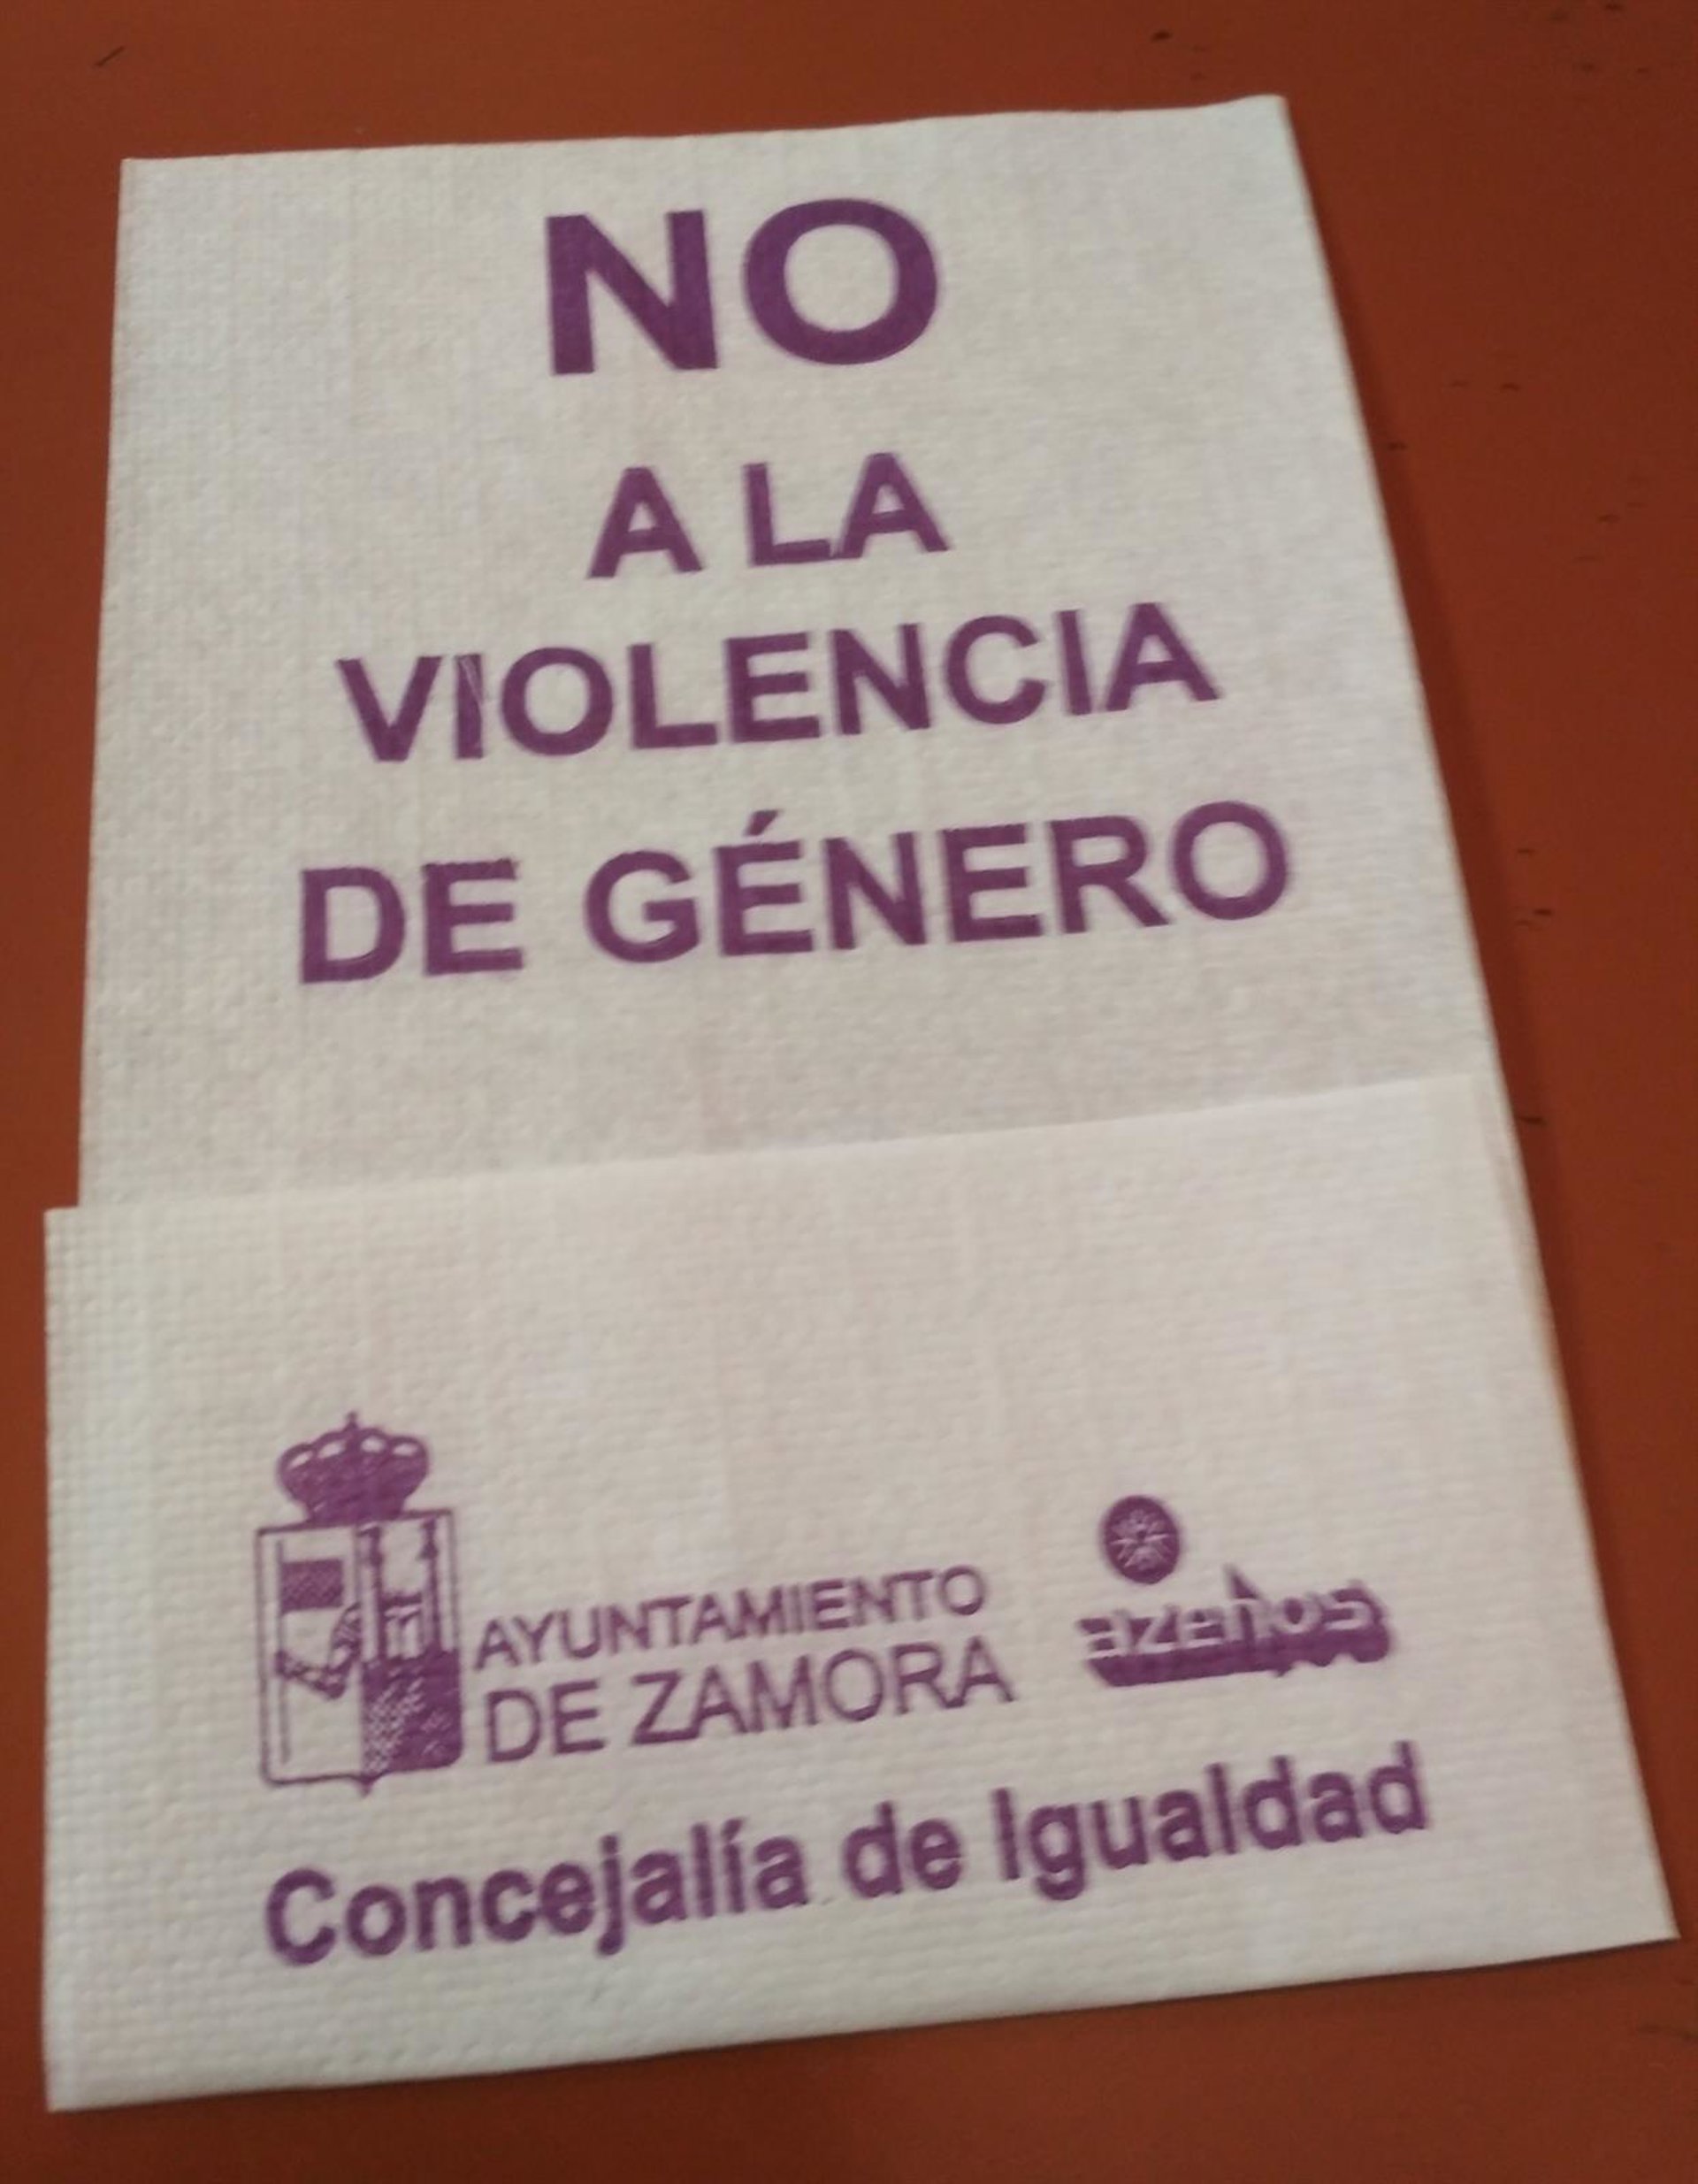 NO
A LA
VIOLENCIA
DE GÉNERO
AYUNTAMIENTO
DE ZAMORA
Concejalía de Igualdad